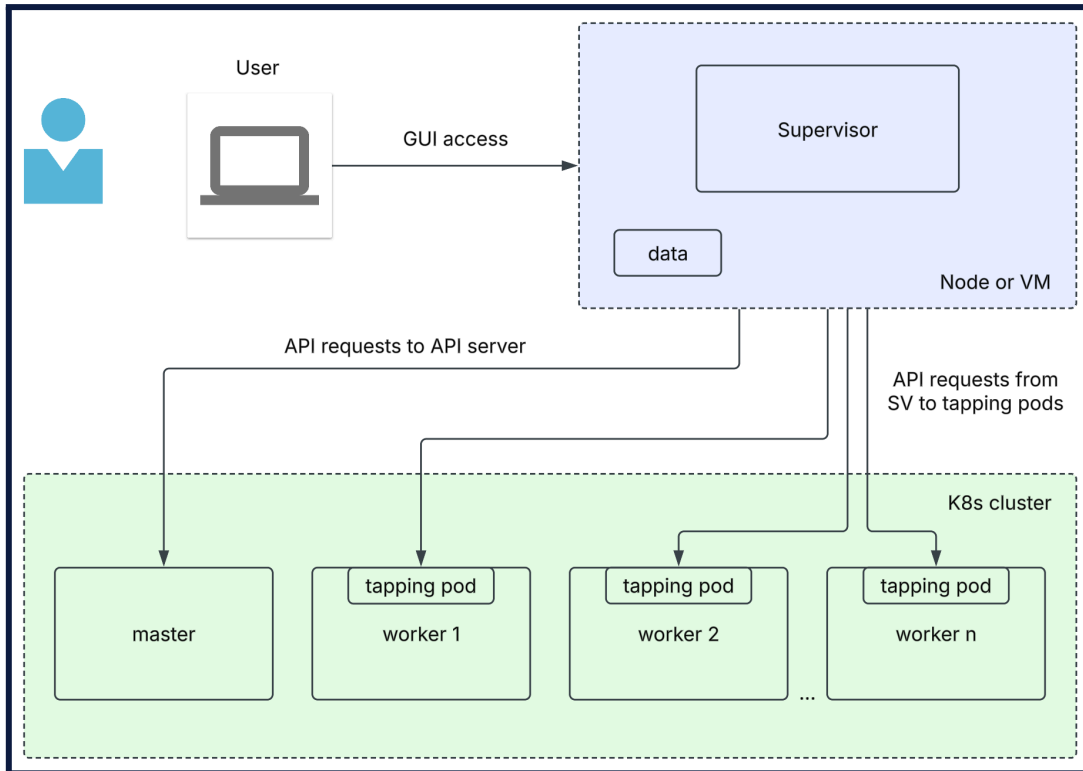 User
GUI access
Supervisor
data
Node or VM
API requests to API server
API requests from
SV to tapping pods
K8s cluster
tapping pod
tapping pod
tapping pod
master
worker 1
worker 2
...
worker n